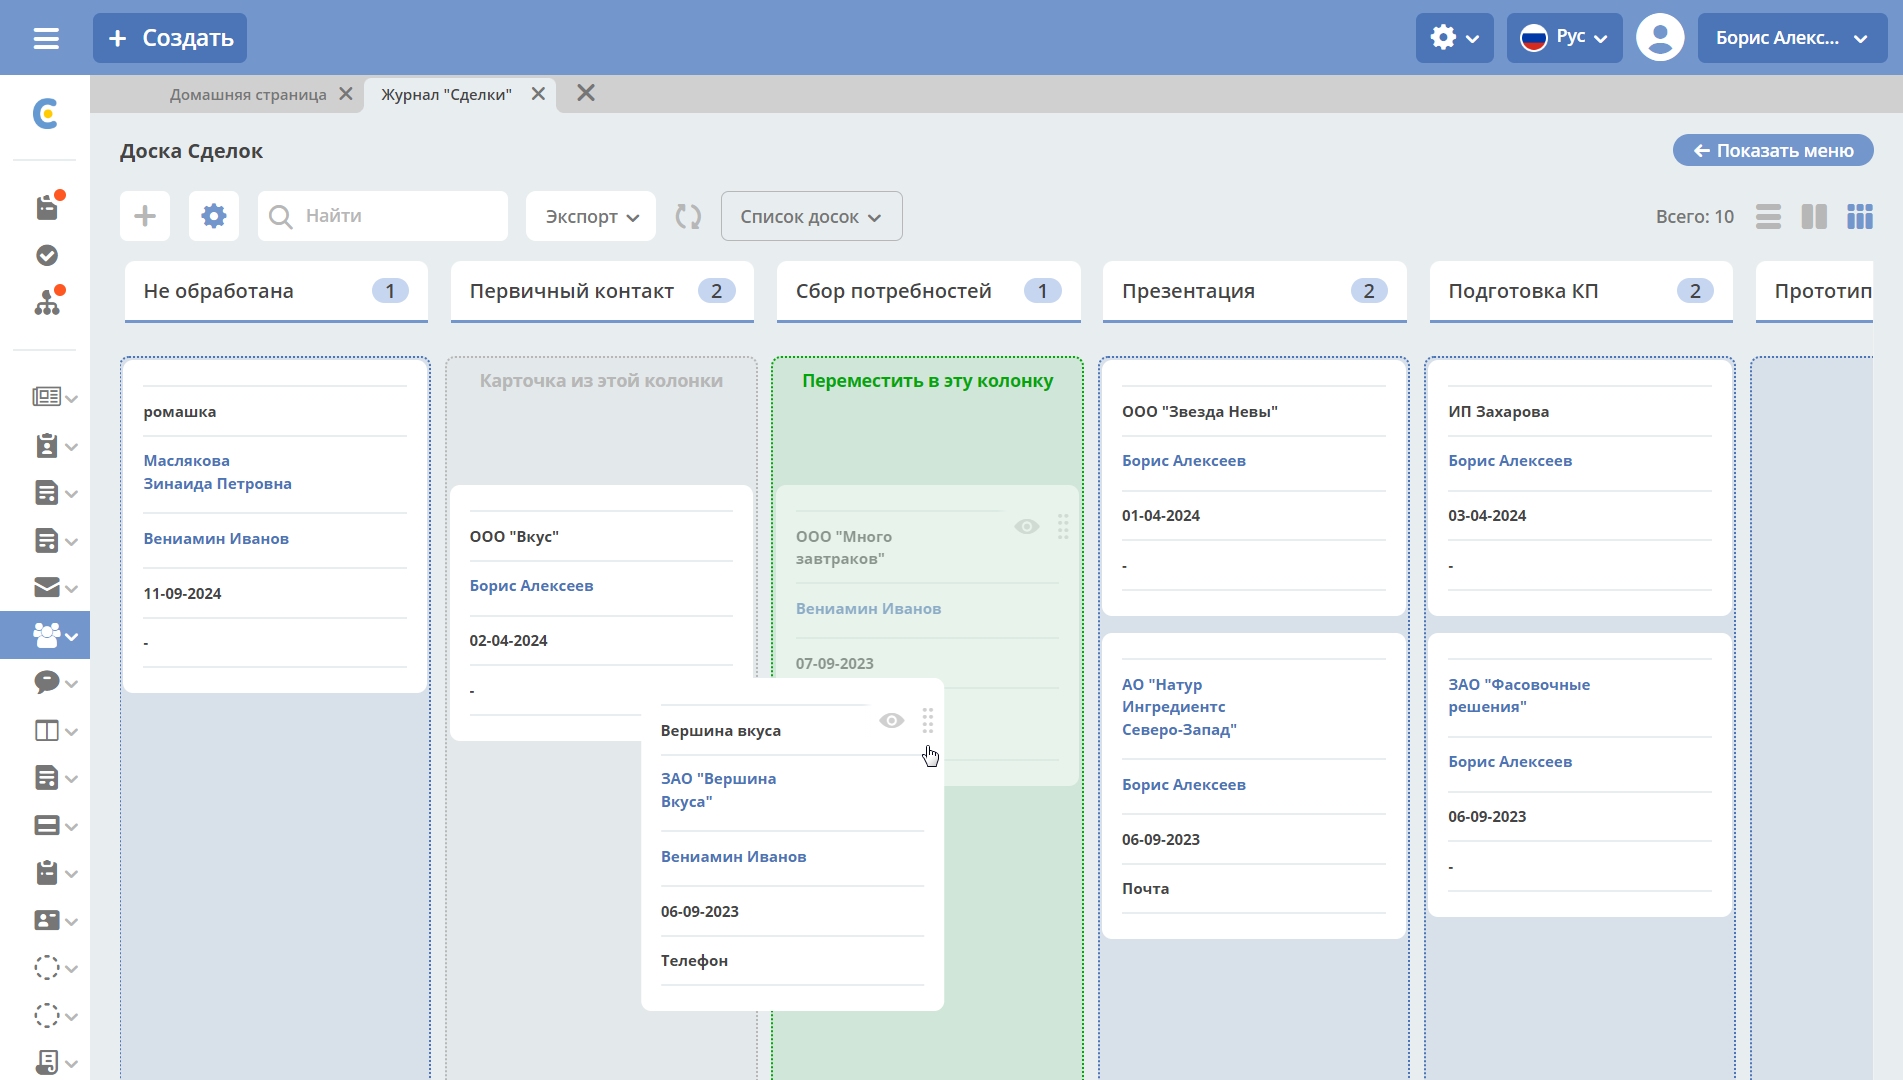 Создать
Рус
Борис Алекс...
Домашняя страница
Журнал "Сделки"
Доска Сделок
Показать меню
Найти
Экспорт
Список досок
Всего: 10
Не обработана 1
Первичный контакт 2
Сбор потребностей 1
Презентация 2
Подготовка КП 2
Прототип
ромашка
Маслякова
Зинаида Петровна
Вениамин Иванов
11-09-2024
-
Карточка из этой колонки
ООО "Вкус"
Борис Алексеев
02-04-2024
-
Переместить в эту колонку
ООО "Много
завтраков"
Вениамин Иванов
07-09-2023
Вершина вкуса
ЗАО "Вершина
Вкуса"
Вениамин Иванов
06-09-2023
Телефон
ООО "Звезда Невы"
Борис Алексеев
01-04-2024
-
АО "Натур
Ингредиентс
Северо-Запад"
Борис Алексеев
06-09-2023
Почта
ИП Захарова
Борис Алексеев
03-04-2024
-
ЗАО "Фасовочные
решения"
Борис Алексеев
06-09-2023
-